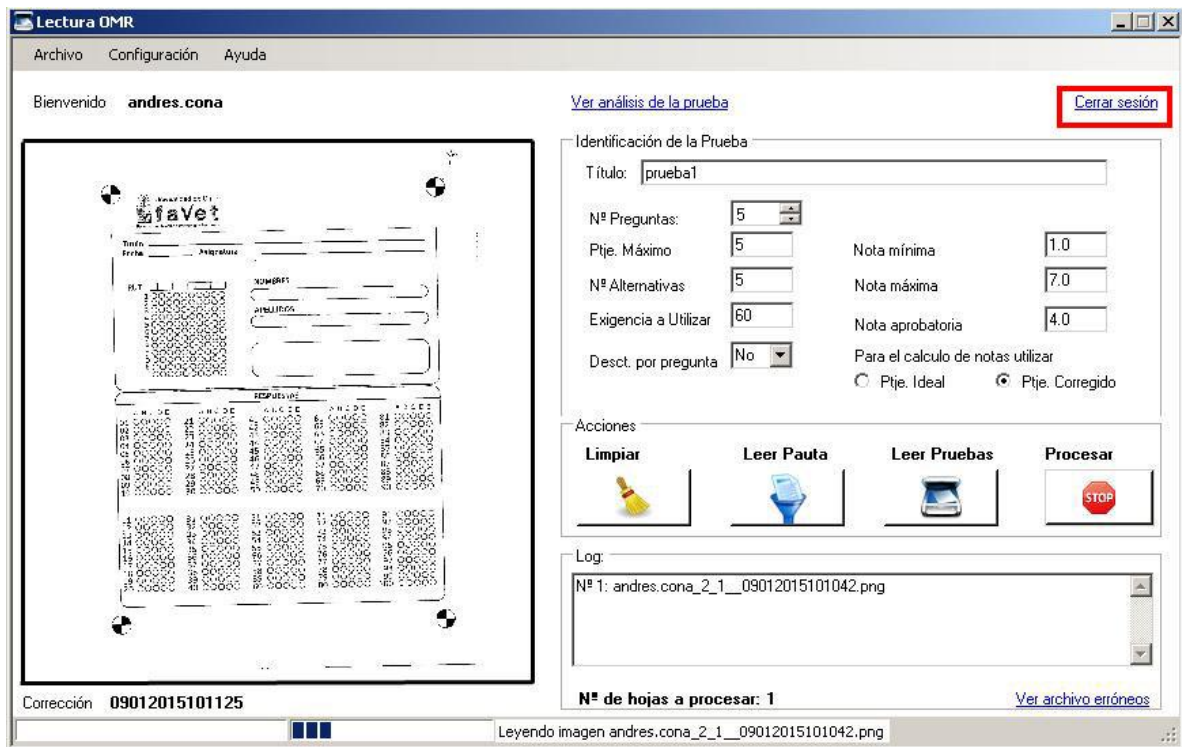 Lectura OMR
Archivo Configuración Ayuda
Bienvenido andres.cona
Ver análisis de la prueba
Cerrar sesión
faVet
NOMBRES
APELLIDOS
RUT
RESPUESTAS
Corrección 09012015101125
Identificación de la Prueba
Título: prueba1
Nº Preguntas: 5
Ptje. Máximo 5
Nota mínima 1.0
Nº Alternativas 5
Nota máxima 7.0
Exigencia a Utilizar 60
Nota aprobatoria 4.0
Desct. por pregunta No
Para el calculo de notas utilizar
Ptje. Ideal Ptje. Corregido
Acciones
Limpiar Leer Pauta Leer Pruebas Procesar
STOP
Log:
Nº 1: andres.cona_2_1__09012015101042.png
Nº de hojas a procesar: 1
Ver archivo erróneos
Leyendo imagen andres.cona_2_1__09012015101042.png